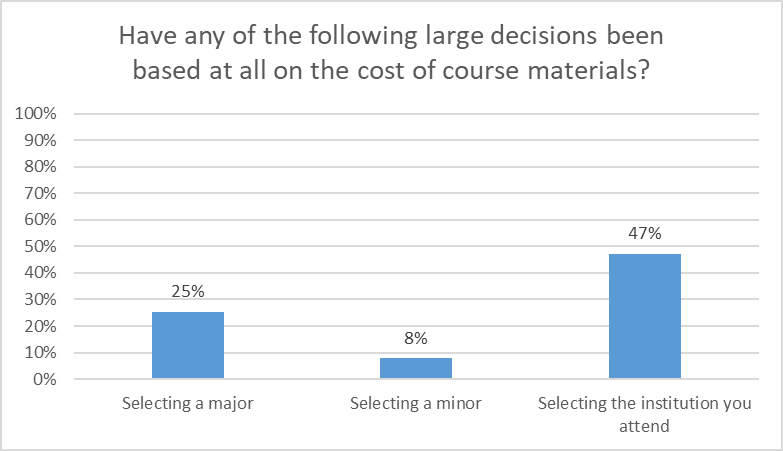 Have any of the following large decisions been
based at all on the cost of course materials?
100%
90%
80%
70%
60%
50%
40%
30%
20%
10%
0%
25%
8%
47%
Selecting a major
Selecting a minor
Selecting the institution you
attend